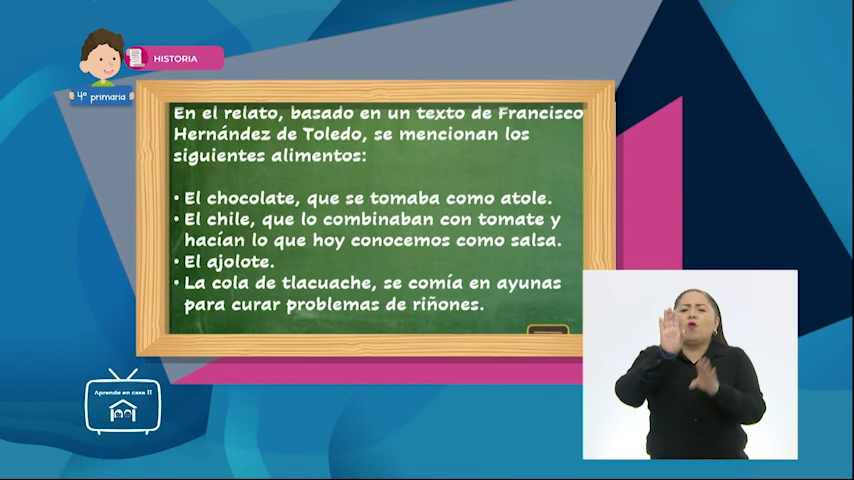 HISTORIA
4º primaria
En el relato, basado en un texto de Francisco
Hernández de Toledo, se mencionan los
siguientes alimentos:
• El chocolate, que se tomaba como atole.
• El chile, que lo combinaban con tomate y
hacían lo que hoy conocemos como salsa.
• El ajolote.
• La cola de tlacuache, se comía en ayunas
para curar problemas de riñones.
Aprende en casa II